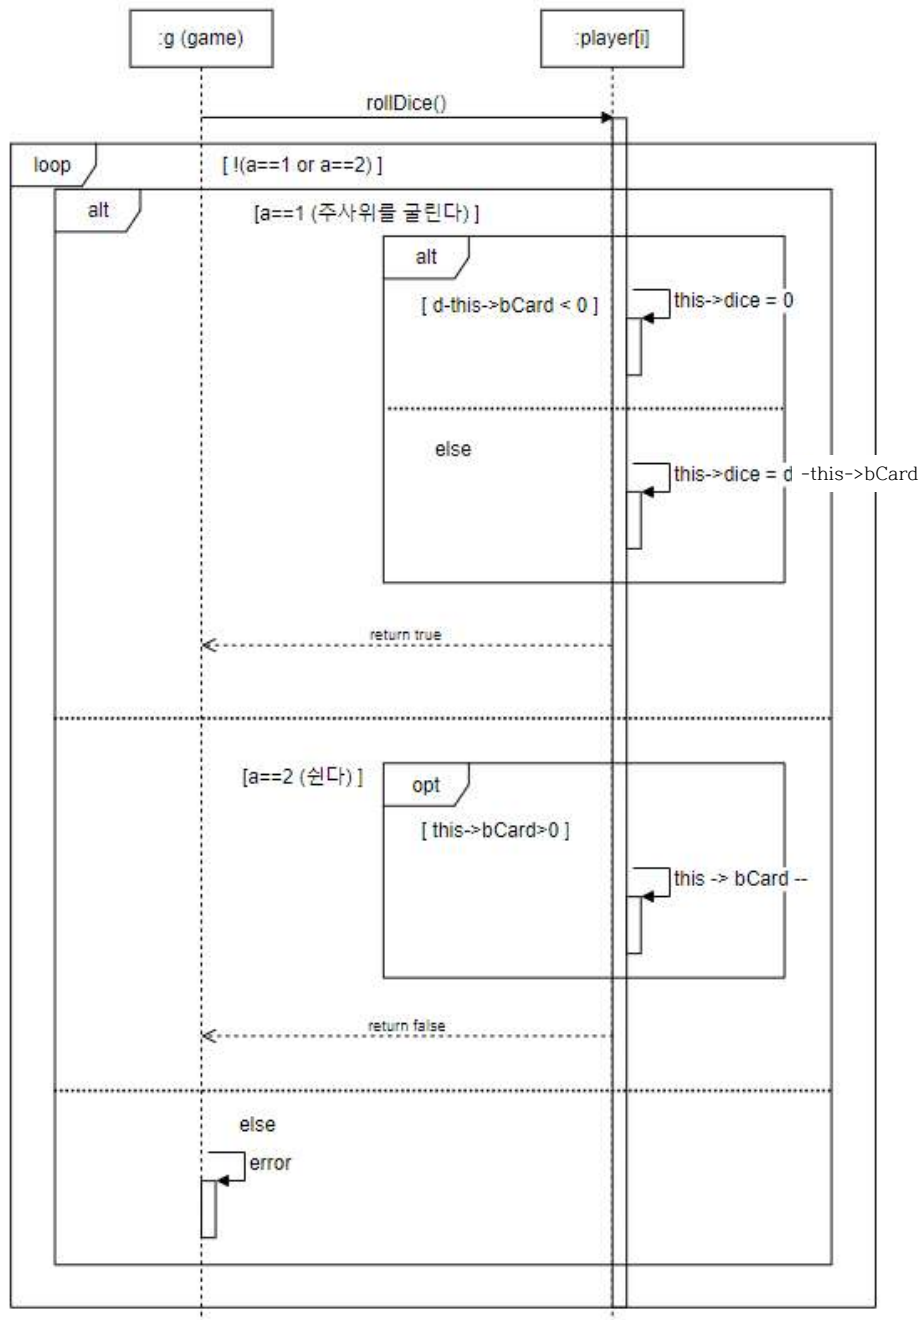 :g (game)
:player[i]
rollDice()
loop
[ !(a==1 or a==2) ]
alt
[a==1 (주사위를 굴린다) ]
alt
[ d-this->bCard < 0 ]
this->dice = 0
else
this->dice = d -this->bCard
return true
[a==2 (쉰다) ]
opt
[ this->bCard>0 ]
this -> bCard --
return false
else
error